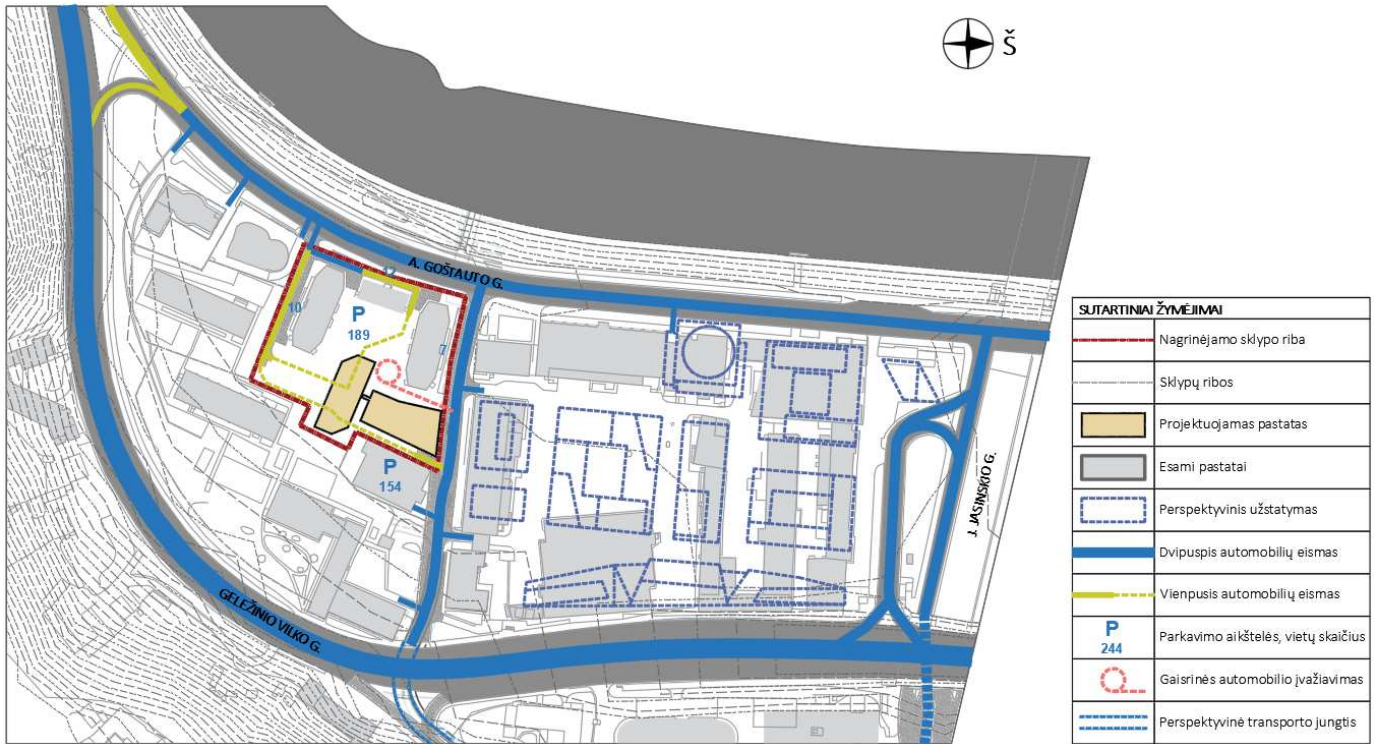 Š
A. GOŠTAUTO G.
12
10
P
189
7
P
154
J. JASINSKIO G.
GELEŽINIO VILKO G.
SUTARTINIAI ŽYMĖJIMAI
Nagrinėjamo sklypo riba
Sklypų ribos
Projektuojamas pastatas
Esami pastatai
Perspektyvinis užstatymas
Dvipuspis automobilių eismas
Vienpusis automobilių eismas
P
244
Parkavimo aikštelės, vietų skaičius
Gaisrinės automobilio įvažiavimas
Perspektyvinė transporto jungtis